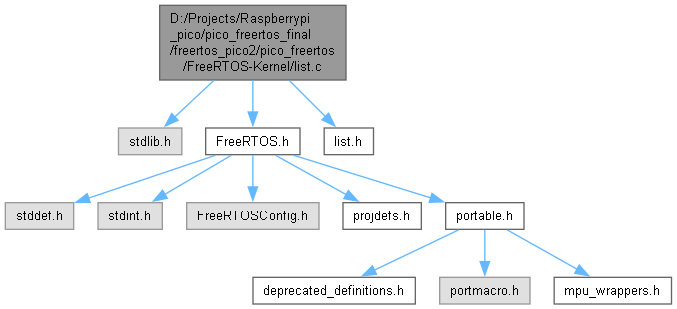 D:/Projects/Raspberrypi
_pico/pico_freertos_final
/freertos_pico2/pico_freertos
/FreeRTOS-Kernel/list.c
stdlib.h
FreeRTOS.h
list.h
stddef.h
stdint.h
FreeRTOSConfig.h
projdefs.h
portable.h
deprecated_definitions.h
portmacro.h
mpu_wrappers.h